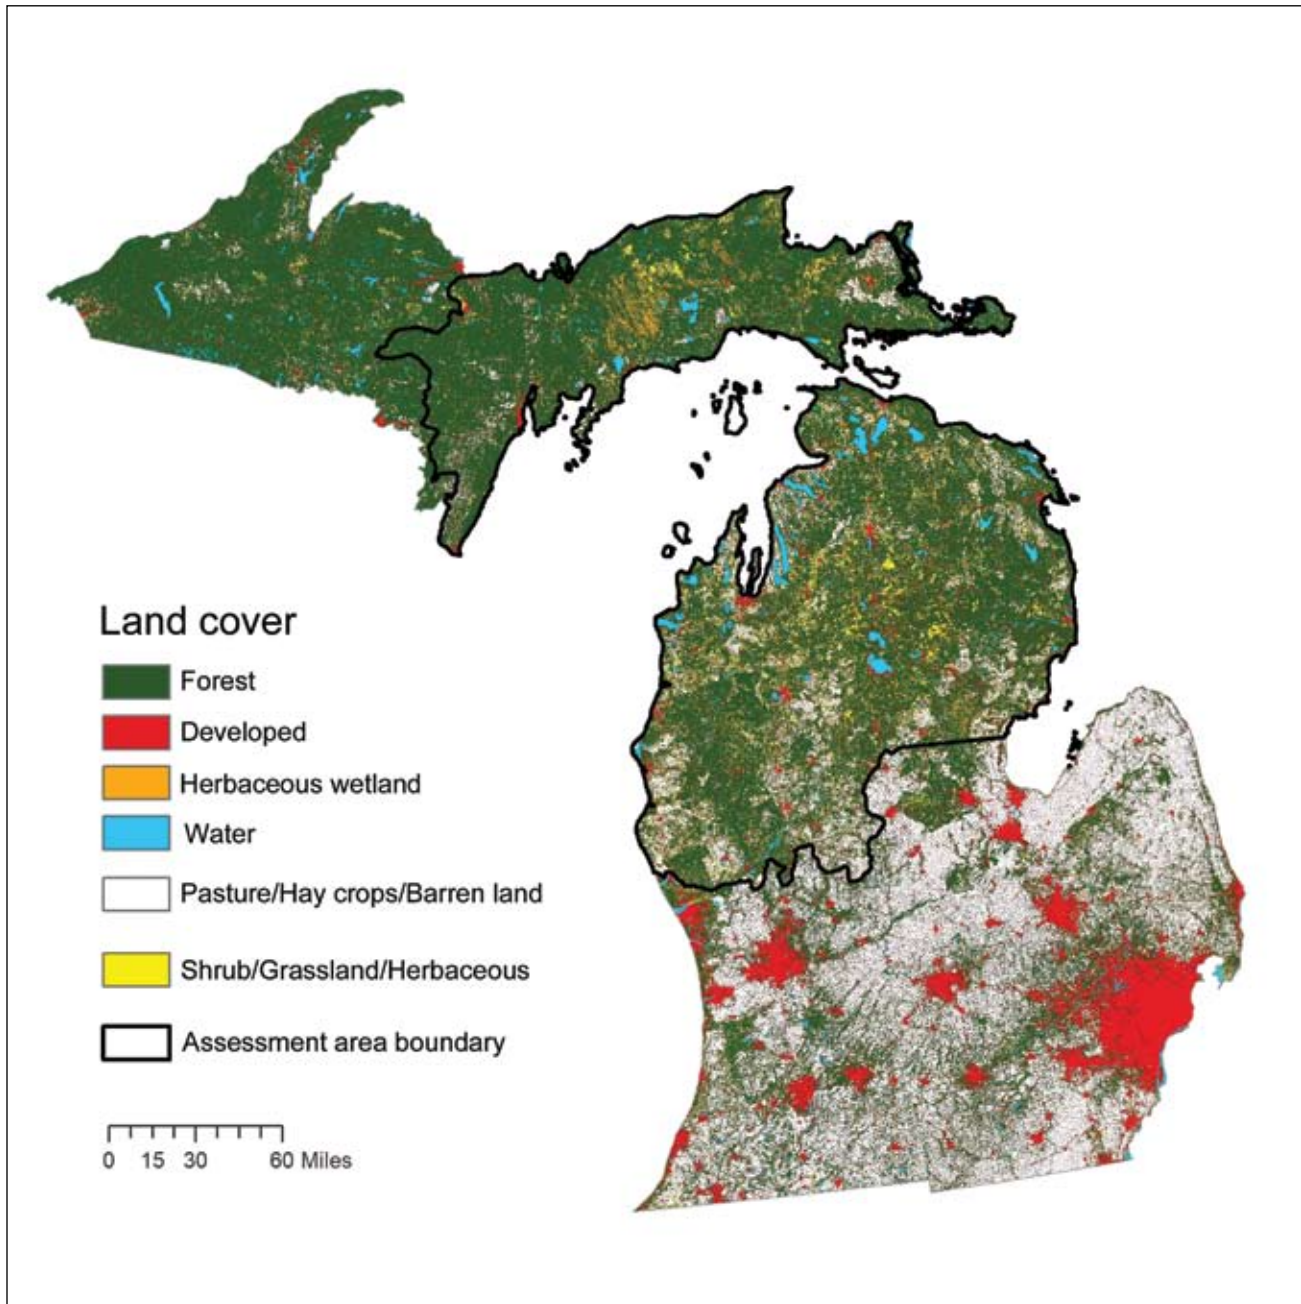 Land cover
Forest
Developed
Herbaceous wetland
Water
Pasture/Hay crops/Barren land
Shrub/Grassland/Herbaceous
Assessment area boundary
0 15 30 60 Miles